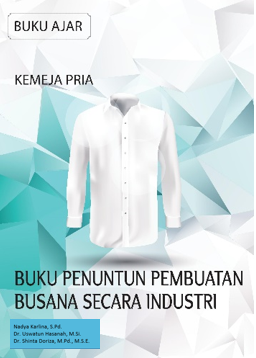 BUKU AJAR
KEMEJA PRIA
BUKU PENUNTUN PEMBUATAN
BUSANA SECARA INDUSTRI
Nadya Karlina, S.Pd.
Dr. Uswatun Hasanah, M.Si.
Dr. Shinta Doriza, M.Pd., M.S.E.